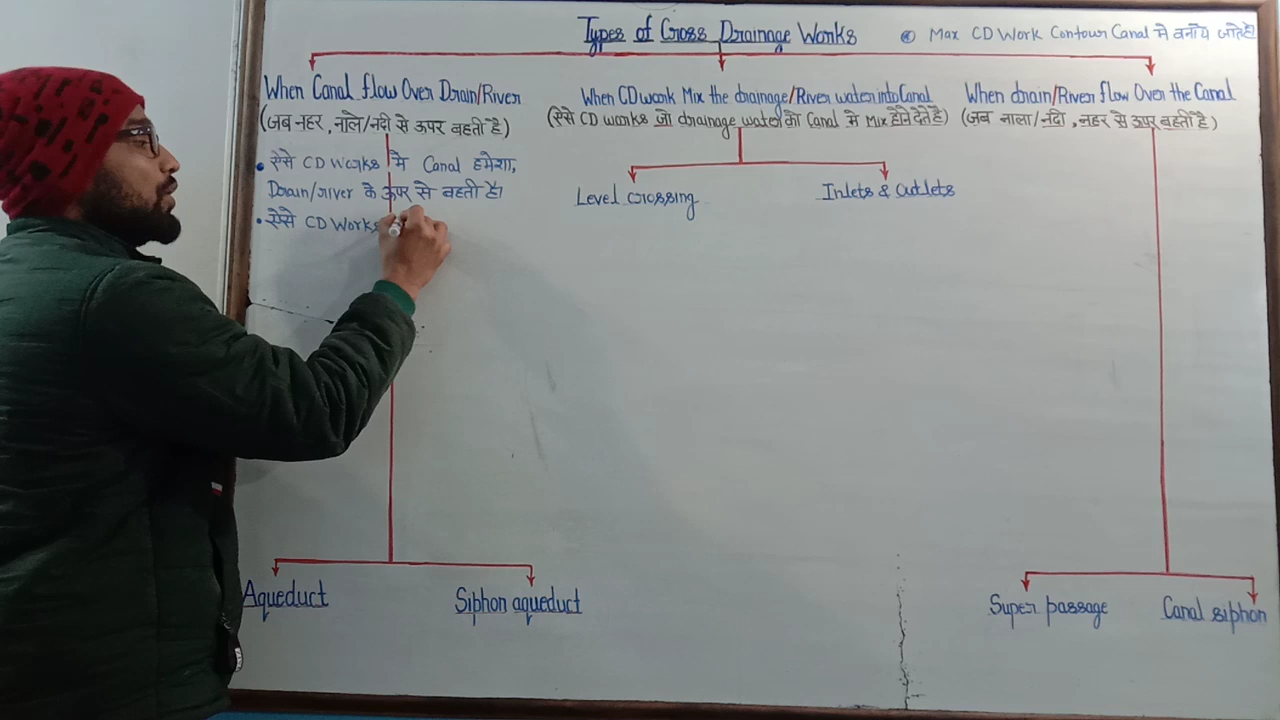 Types of Cross Drainage Works
Max CD Work Contour Canal में बनाये जाते है
When Canal flow Over Drain/River
(जब नहर, नाले/नदी से ऊपर बहती है)
• ऐसे CD Works में Canal हमेशा,
Drain/river के ऊपर से बहती है।
• ऐसे CD Works
Aqueduct
Siphon aqueduct
When CD work Mix the drainage/River water into Canal
(ऐसे CD works जो drainage water को Canal में Mix होने देते है)
Level crossing
Inlets & Outlets
When drain/River flow Over the Canal
(जब नाला/नदी, नहर से ऊपर बहती है)
Super passage
Canal siphon